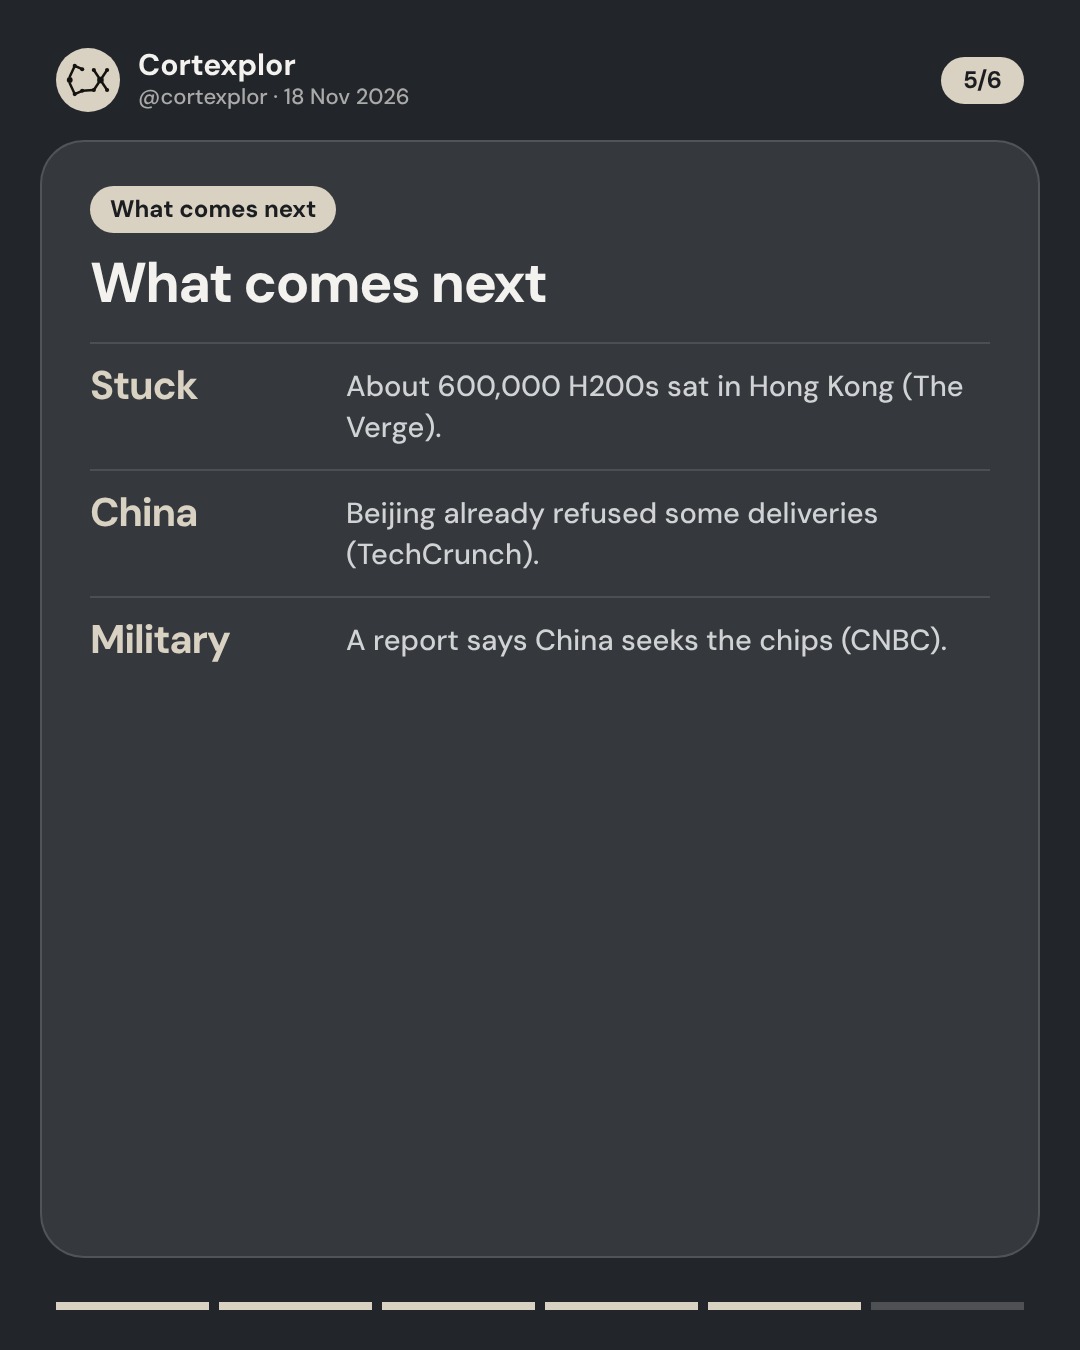 Cortexplor
@cortexplor · 18 Nov 2026
5/6
What comes next
What comes next
Stuck
About 600,000 H200s sat in Hong Kong (The
Verge).
China
Beijing already refused some deliveries
(TechCrunch).
Military
A report says China seeks the chips (CNBC).